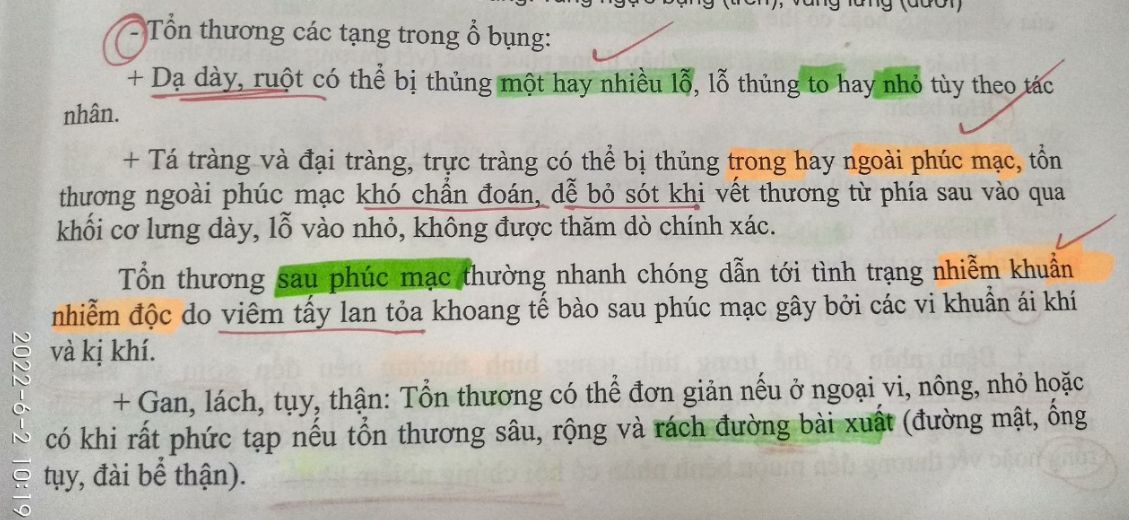 - Tổn thương các tạng trong ổ bụng:
+ Dạ dày, ruột có thể bị thủng một hay nhiều lỗ, lỗ thủng to hay nhỏ tùy theo tác
nhân.
+ Tá tràng và đại tràng, trực tràng có thể bị thủng trong hay ngoài phúc mạc, tổn
thương ngoài phúc mạc khó chẩn đoán, dễ bỏ sót khi vết thương từ phía sau vào qua
khối cơ lưng dày, lỗ vào nhỏ, không được thăm dò chính xác.
Tổn thương sau phúc mạc thường nhanh chóng dẫn tới tình trạng nhiễm khuẩn
nhiễm độc do viêm tấy lan tỏa khoang tế bào sau phúc mạc gây bởi các vi khuẩn ái khí
và kị khí.
+ Gan, lách, tụy, thận: Tổn thương có thể đơn giản nếu ở ngoại vi, nông, nhỏ hoặc
có khi rất phức tạp nếu tổn thương sâu, rộng và rách đường bài xuất (đường mật, ống
tụy, đài bể thận).
2022-6-2 10:19